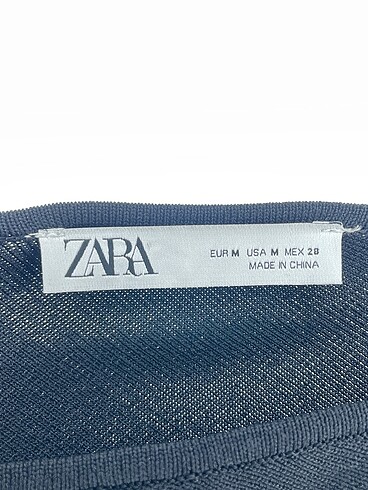 ZARA
EUR M USA M MEX 28
MADE IN CHINA